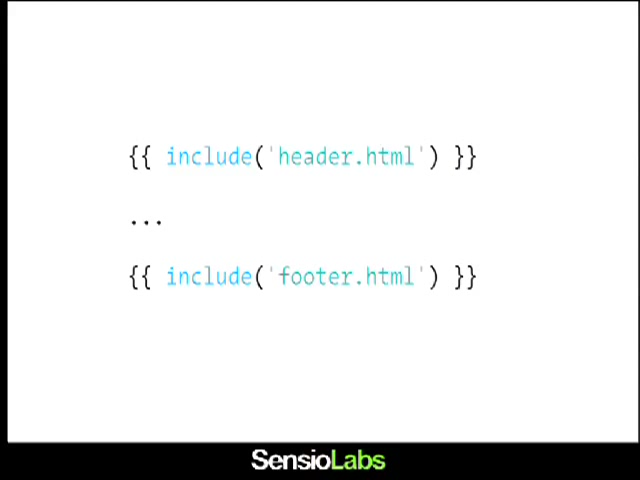 {{ include('header.html') }}
...
{{ include('footer.html') }}
SensioLabs